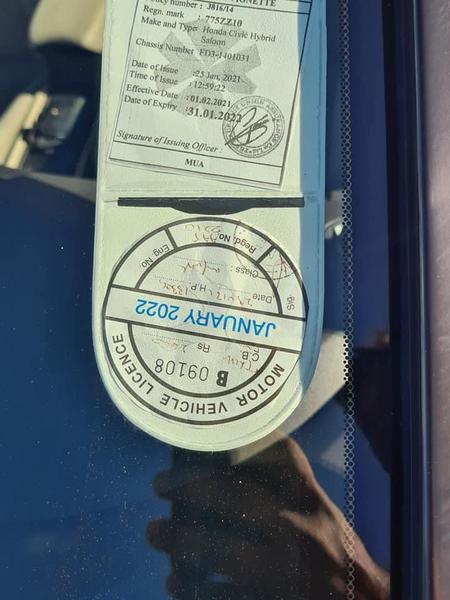 VIGNETTE
Policy number : 3816/14
Regn. mark : 775ZZ10
Make and Type: Honda Civic Hybrid
Saloon
Chassis Number FD3-1401031
Date of Issue : 25 Jan, 2021
Time of Issue : 12:59:22
Effective Date : 01.02.2021
Date of Expiry : 31.01.2022
Signature of Issuing Officer :
MUA
MOTOR VEHICLE LICENCE
B 09108
C.B. Rs
JANUARY 2022
Date H.P.
Sig
Class :
Eng No.
Regd.No.